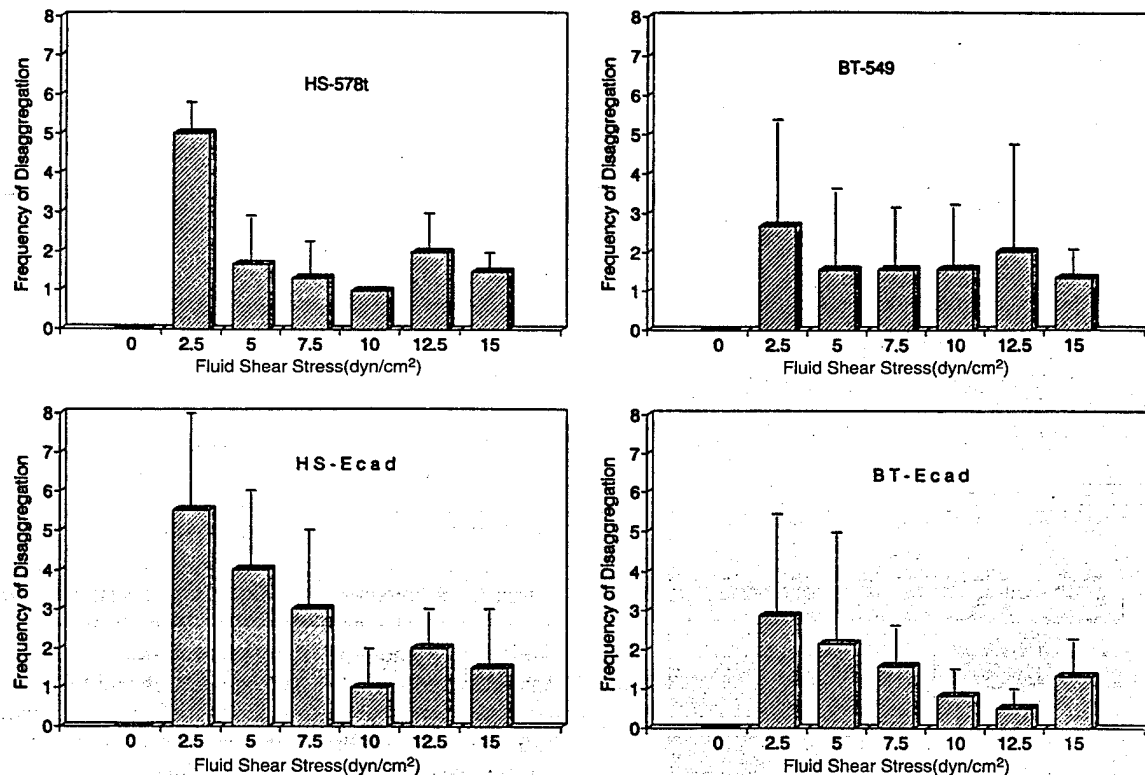 HS-578t
Frequency of Disaggregation
8
7
6
5
4
3
2
1
0
0 2.5 5 7.5 10 12.5 15
Fluid Shear Stress(dyn/cm²)
BT-549
Frequency of Disaggregation
8
7
6
5
4
3
2
1
0
0 2.5 5 7.5 10 12.5 15
Fluid Shear Stress(dyn/cm²)
HS-Ecad
Frequency of Disaggregation
8
7
6
5
4
3
2
1
0
0 2.5 5 7.5 10 12.5 15
Fluid Shear Stress(dyn/cm²)
BT-Ecad
Frequency of Disaggregation
8
7
6
5
4
3
2
1
0
0 2.5 5 7.5 10 12.5 15
Fluid Shear Stress(dyn/cm²)